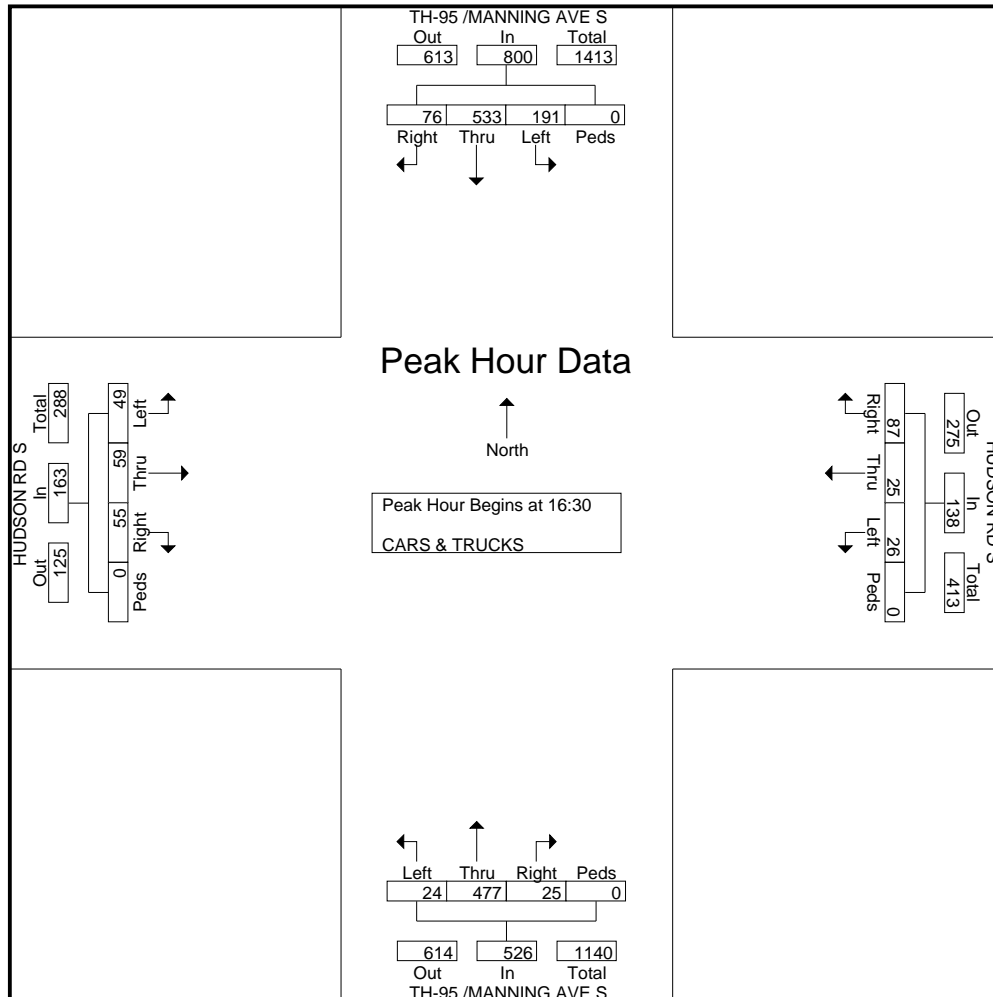 TH-95 /MANNING AVE S
Out In Total
613 800 1413
76 533 191 0
Right Thru Left Peds
Peak Hour Data
North
Peak Hour Begins at 16:30
CARS & TRUCKS
HUDSON RD S
Total In Out
288 163 125
49 59 55 0
Left Thru Right Peds
Right Thru Left Peds
87 25 26 0
275 138 413
Out In Total
HUDSON RD S
Left Thru Right Peds
24 477 25 0
614 526 1140
Out In Total
TH-95 /MANNING AVE S